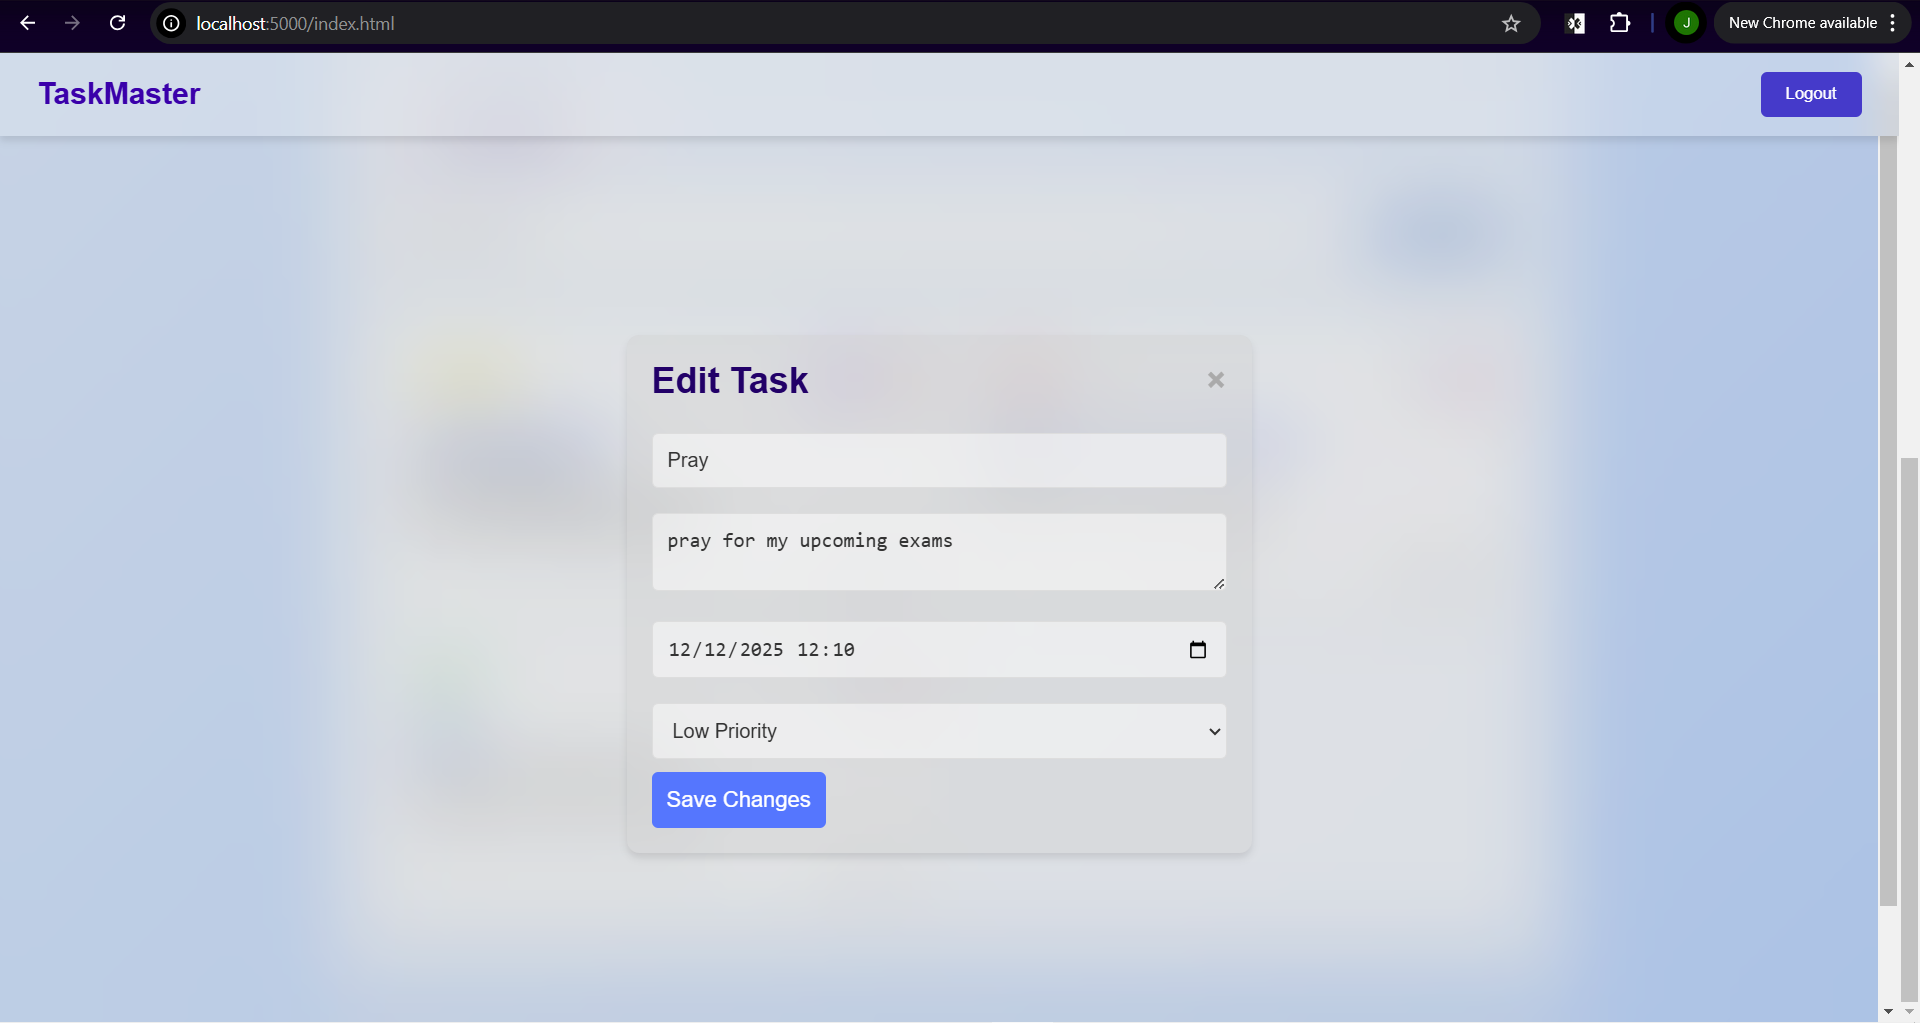 localhost:5000/index.html
J
New Chrome available
TaskMaster
Logout
Edit Task
×
Pray
pray for my upcoming exams
12/12/2025 12:10
Low Priority
Save Changes